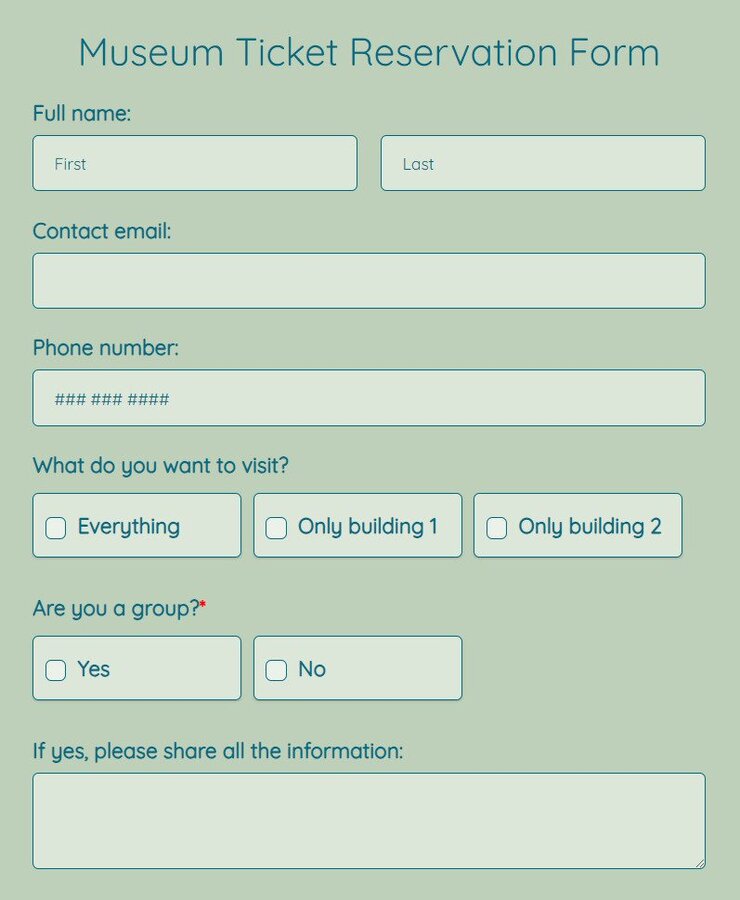 Museum Ticket Reservation Form
Full name:
First Last
Contact email:
Phone number:
### ### ####
What do you want to visit?
Everything Only building 1 Only building 2
Are you a group?*
Yes No
If yes, please share all the information: